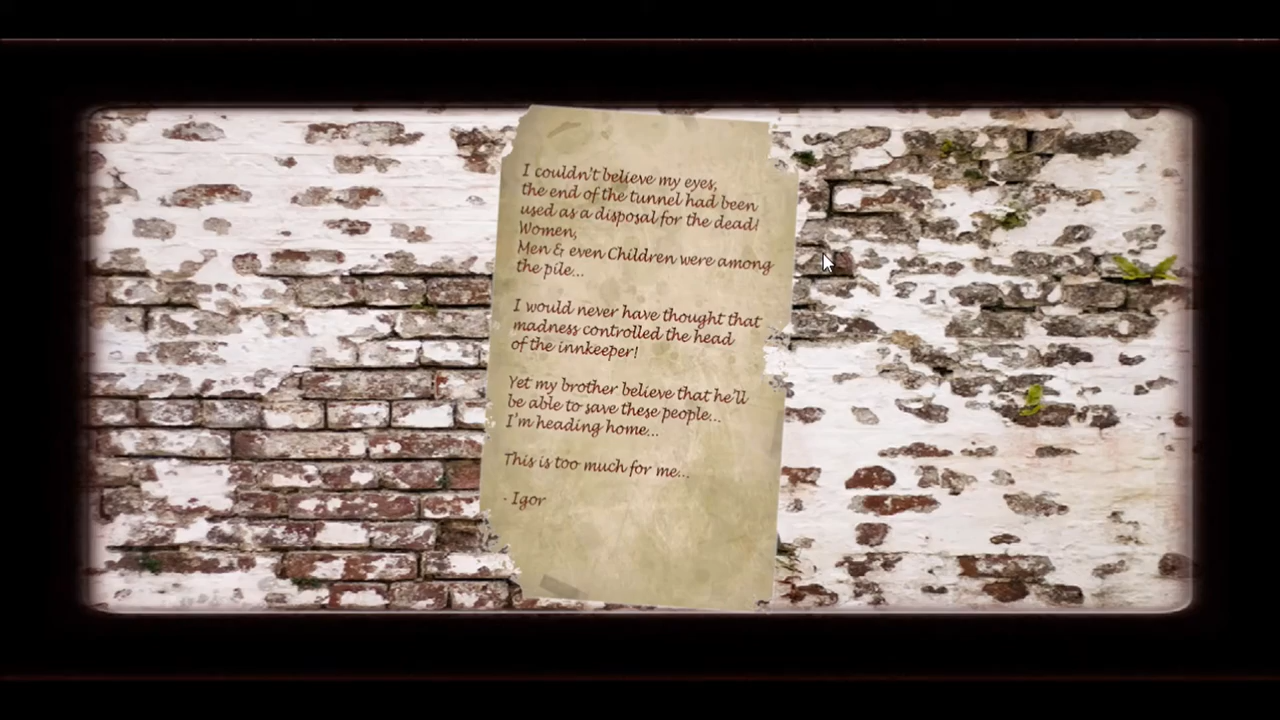 I couldn't believe my eyes,
the end of the tunnel had been
used as a disposal for the dead!
Women,
Men & even Children were among
the pile...
I would never have thought that
madness controlled the head
of the innkeeper!
Yet my brother believe that he'll
be able to save these people...
I'm heading home...
This is too much for me...
- Igor